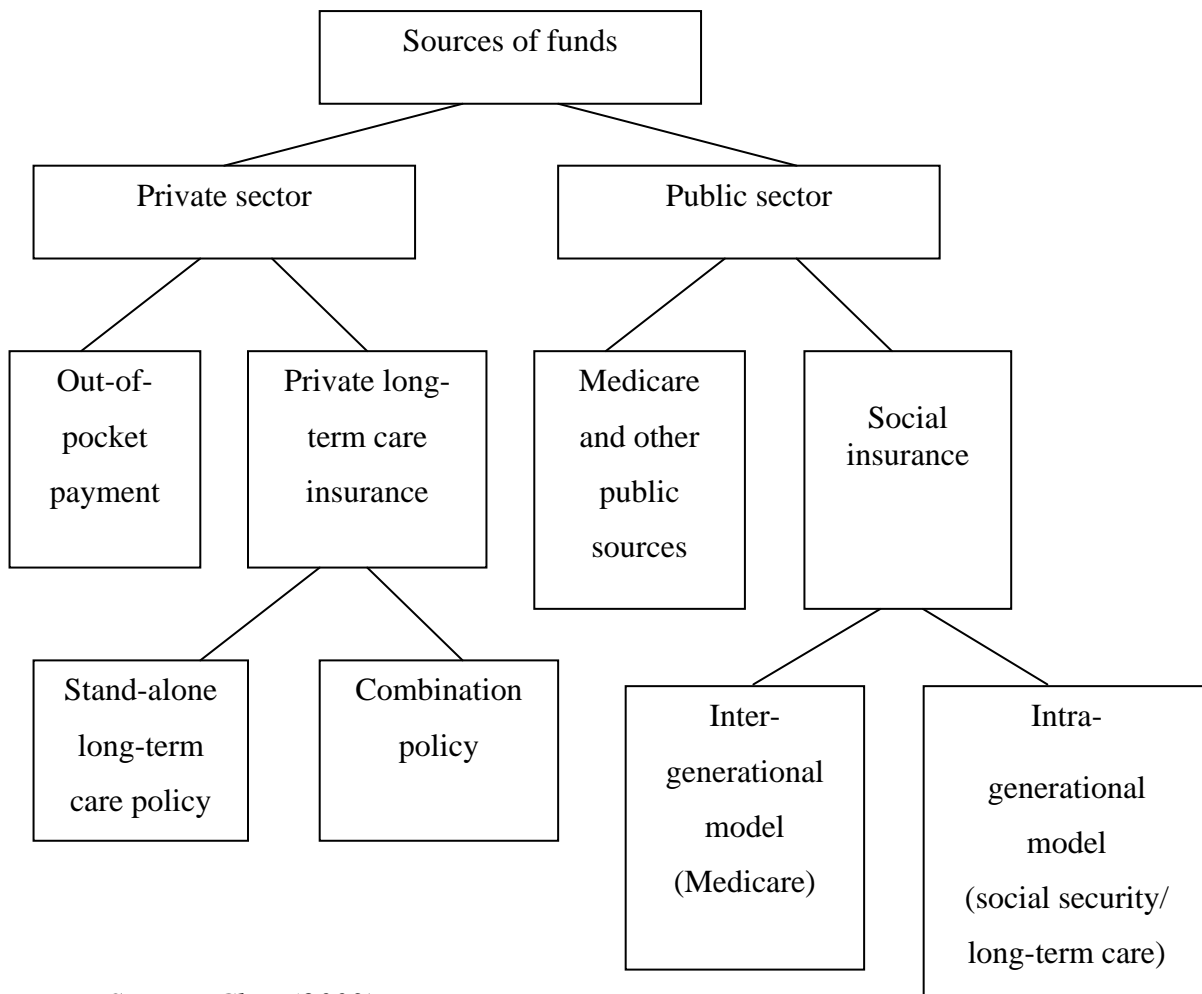 Sources of funds
Private sector
Public sector
Out-of-
pocket
payment
Private long-
term care
insurance
Medicare
and other
public
sources
Social
insurance
Stand-alone
long-term
care policy
Combination
policy
Inter-
generational
model
(Medicare)
Intra-
generational
model
(social security/
long-term care)